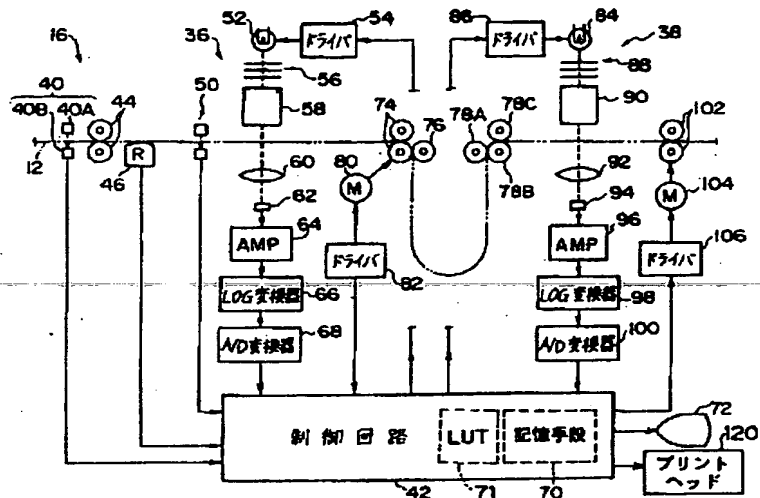 52
54
ドライバ
16
36
56
58
40
40B
40A
44
50
12
R
46
60
62
64
AMP
66
LOG変換器
68
A/D変換器
74
76
80
M
ドライバ
82
86
ドライバ
84
38
88
90
78A
78C
78B
92
94
96
AMP
LOG変換器
98
A/D変換器
100
102
104
M
106
ドライバ
制御回路
LUT
記憶手段
42
71
70
72
120
プリント
ヘッド